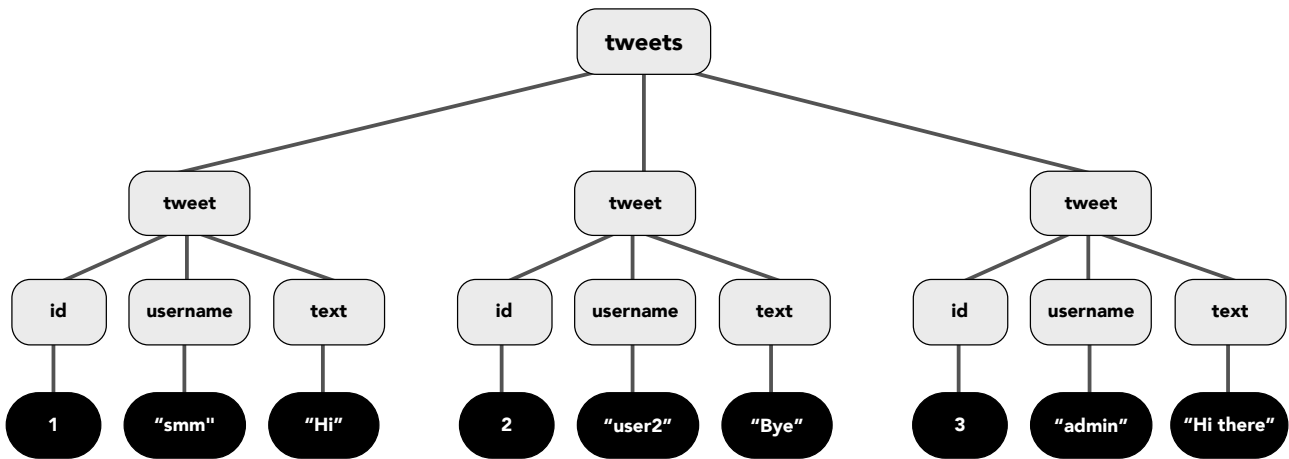 tweets
tweet
tweet
tweet
id
username
text
id
username
text
id
username
text
1
“smm"
“Hi”
2
“user2”
“Bye”
3
“admin”
“Hi there”